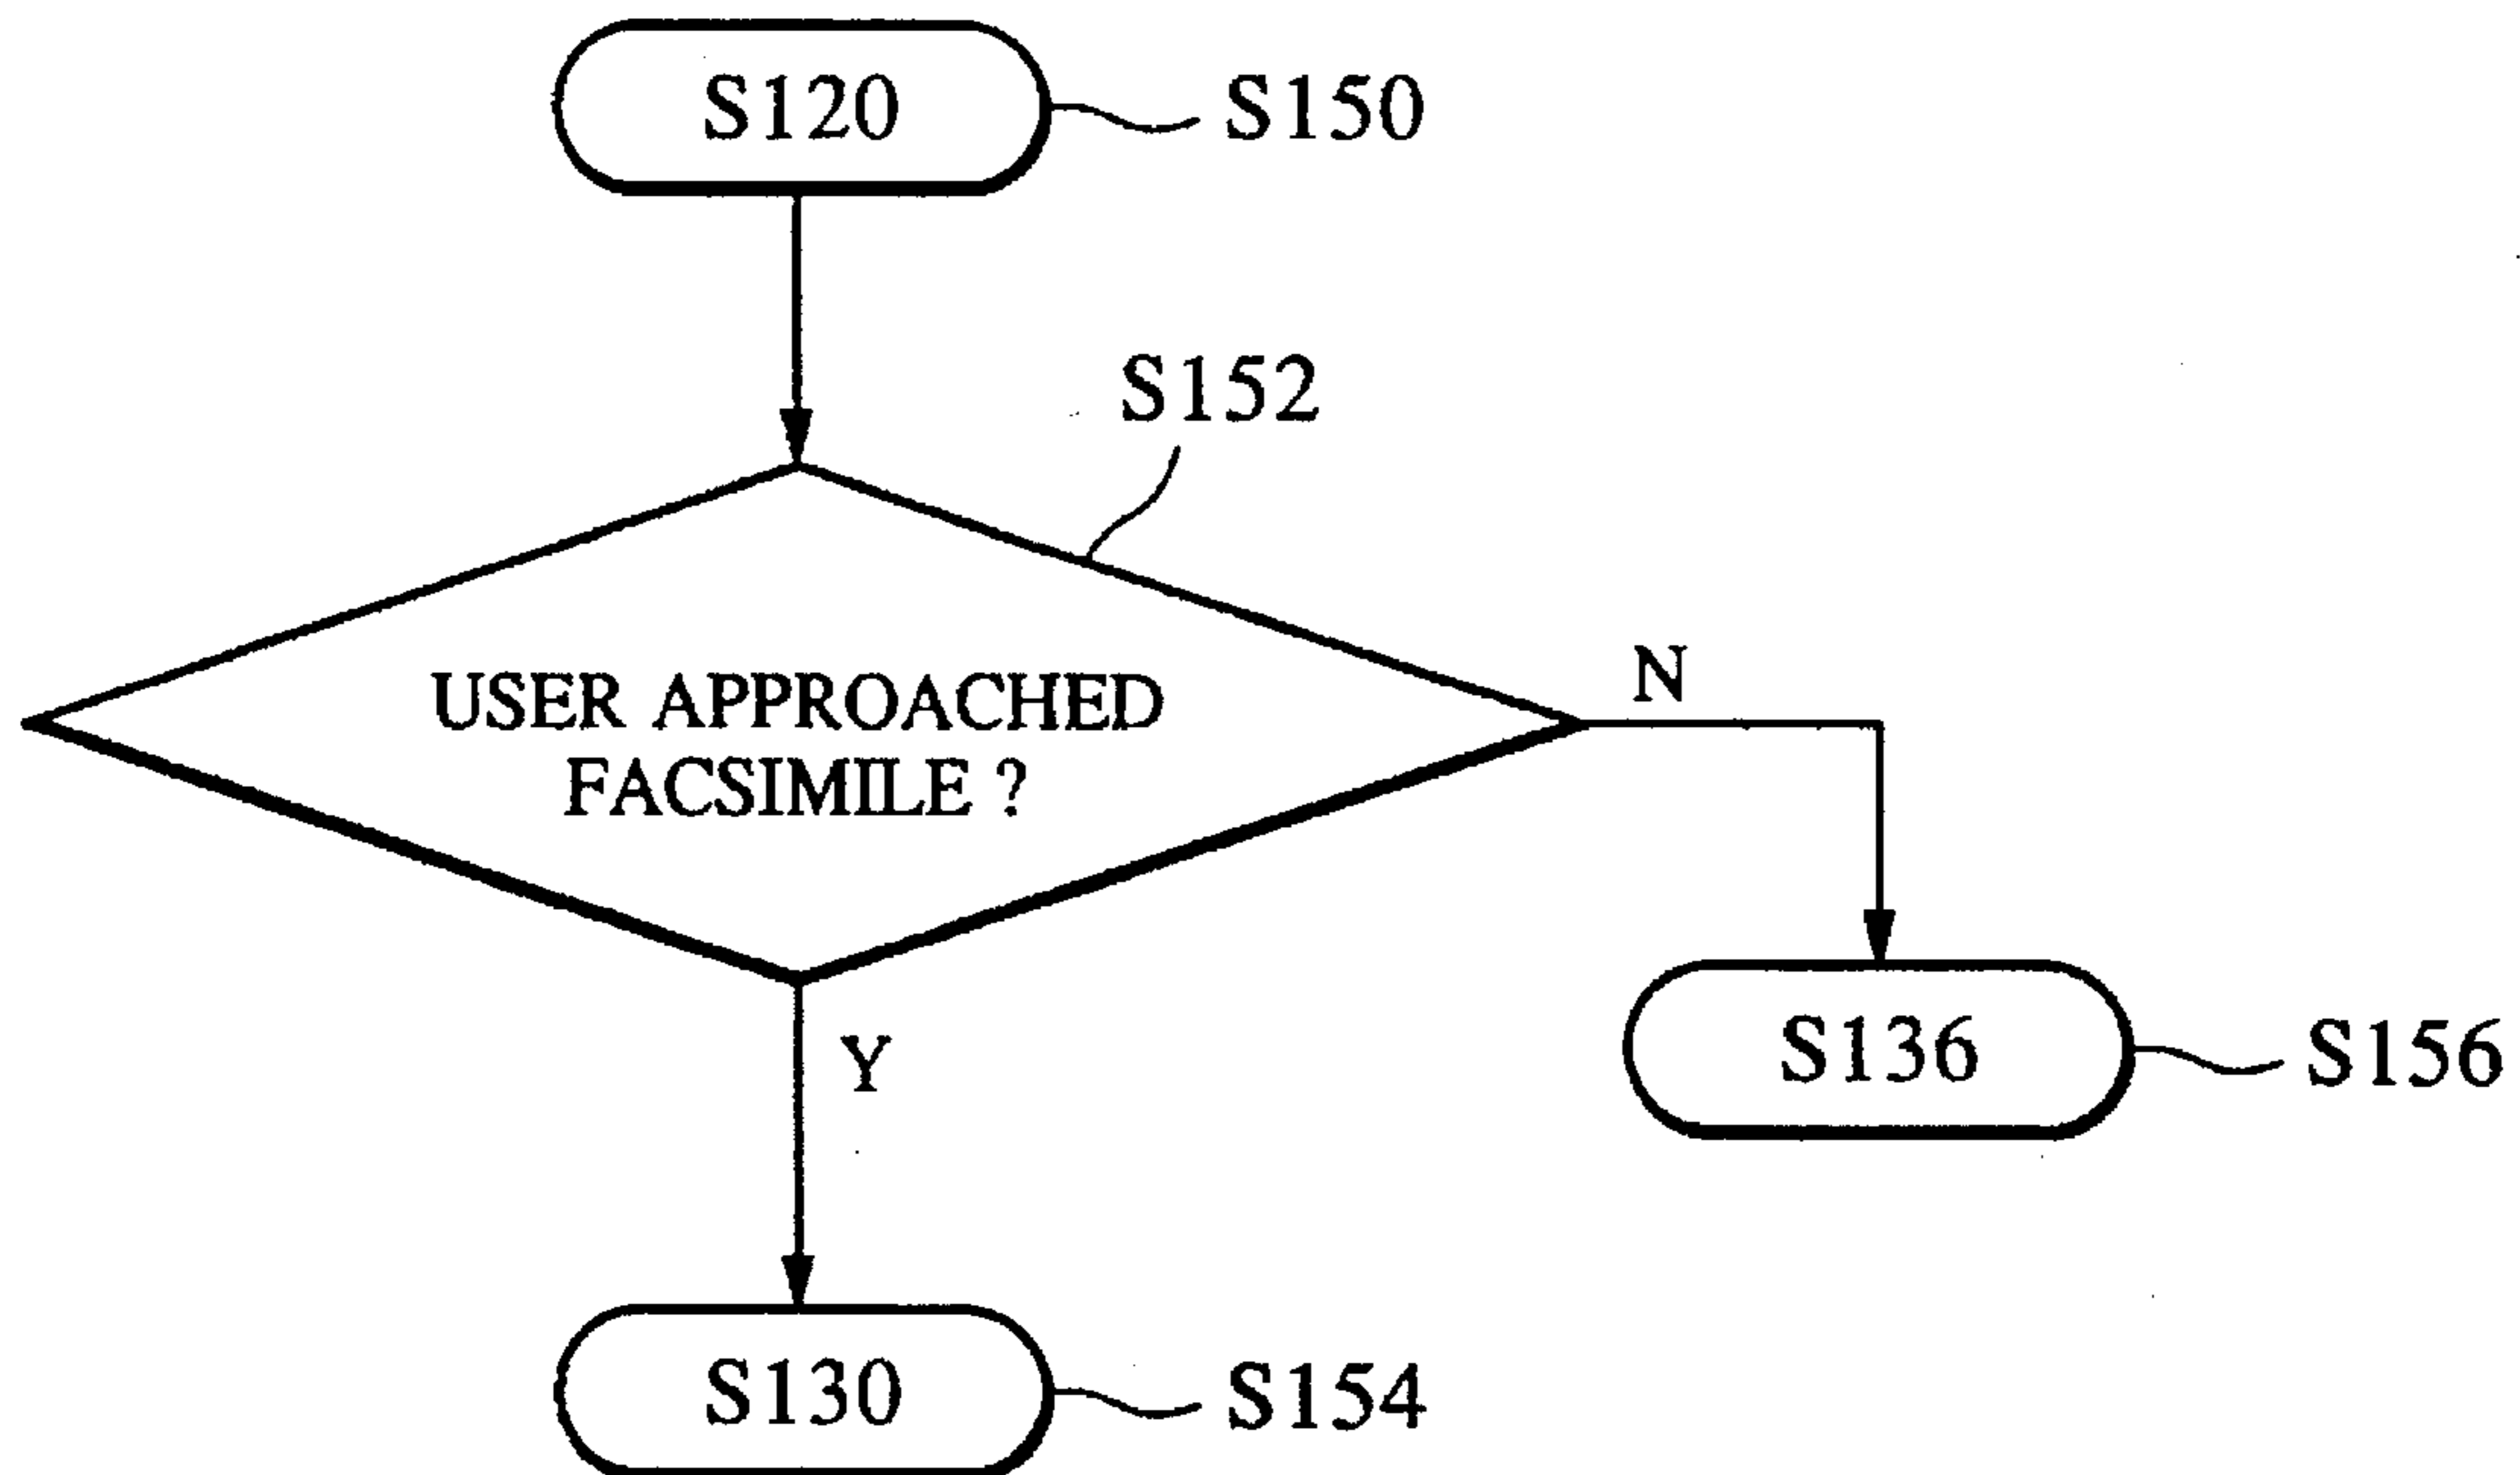 S120
S150
S152
USER APPROACHED
FACSIMILE ?
N
Y
S136
S156
S130
S154